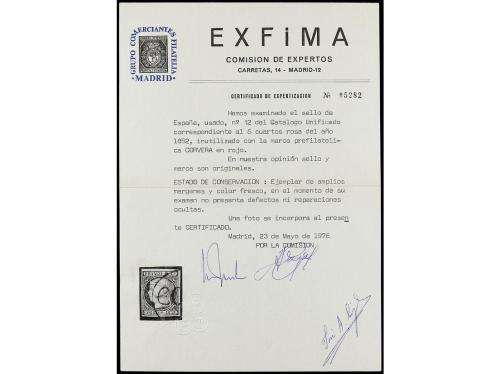 GRUPO COMERCIANTES FILATELIA
·MADRID·
EXFiMA
COMISION DE EXPERTOS
CARRETAS, 14 - MADRID-12
CERTIFICADO DE EXPERTIZACION № 05282
Hemos examinado el sello de
España, usado, nº 12 del Catalogo Unificado
correspondiente al 6 cuartos rosa del año
1852, inutilizado con la marca prefilateli-
ca CORVERA en rojo.
En nuestra opinión sello y
marca son originales.
ESTADO DE CONSERVACION : Ejemplar de amplios
margenes y color fresco, en el momento de su
examen no presenta defectos ni reparaciones
ocultas.
Una foto se incorpora al presen
te CERTIFICADO.
Madrid, 23 de Mayo de 1976
POR LA COMISION